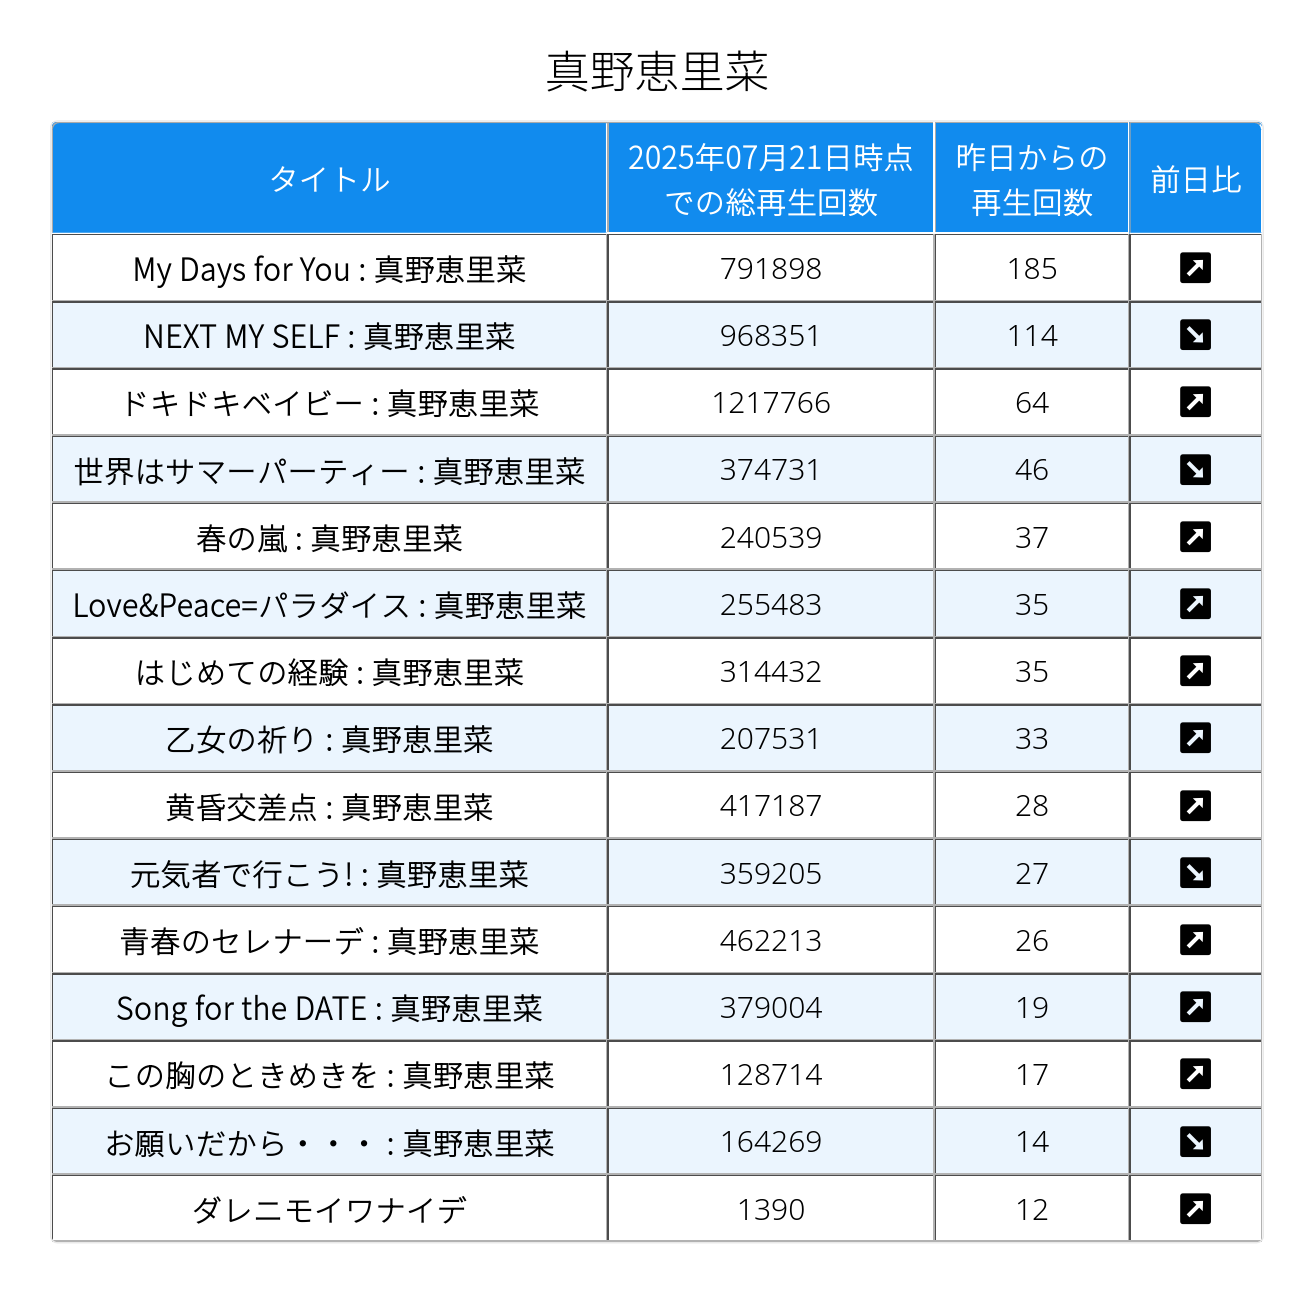 真野恵里菜
タイトル 2025年07月21日時点での総再生回数 昨日からの再生回数 前日比
My Days for You : 真野恵里菜 791898 185 ↗
NEXT MY SELF : 真野恵里菜 968351 114 ↘
ドキドキベイビー : 真野恵里菜 1217766 64 ↗
世界はサマーパーティー : 真野恵里菜 374731 46 ↘
春の嵐 : 真野恵里菜 240539 37 ↗
Love&Peace=パラダイス : 真野恵里菜 255483 35 ↗
はじめての経験 : 真野恵里菜 314432 35 ↗
乙女の祈り : 真野恵里菜 207531 33 ↗
黄昏交差点 : 真野恵里菜 417187 28 ↗
元気者で行こう! : 真野恵里菜 359205 27 ↘
青春のセレナーデ : 真野恵里菜 462213 26 ↗
Song for the DATE : 真野恵里菜 379004 19 ↗
この胸のときめきを : 真野恵里菜 128714 17 ↗
お願いだから・・・ : 真野恵里菜 164269 14 ↘
ダレニモイワナイデ 1390 12 ↗